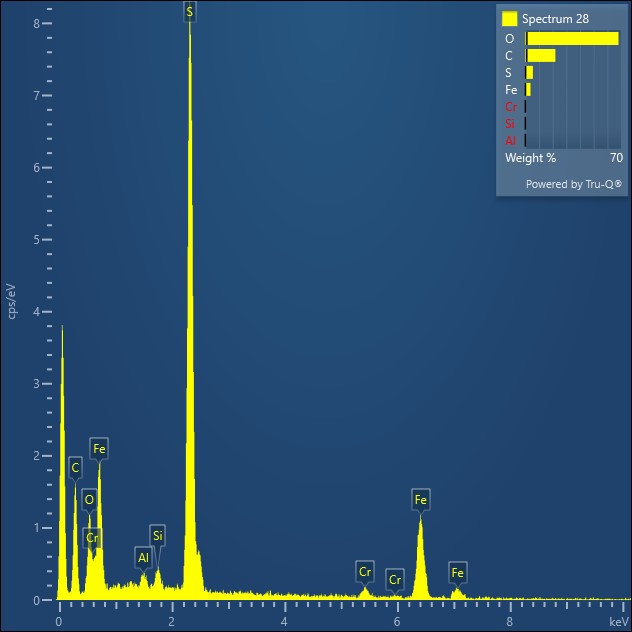 Spectrum 28
O
C
S
Fe
Cr
Si
Al
Weight % 70
Powered by Tru-Q®
cps/eV
8
7
6
5
4
3
2
1
0
S
Fe
C
O
Cr
Al
Si
Cr
Cr
Fe
Fe
0 2 4 6 8 keV